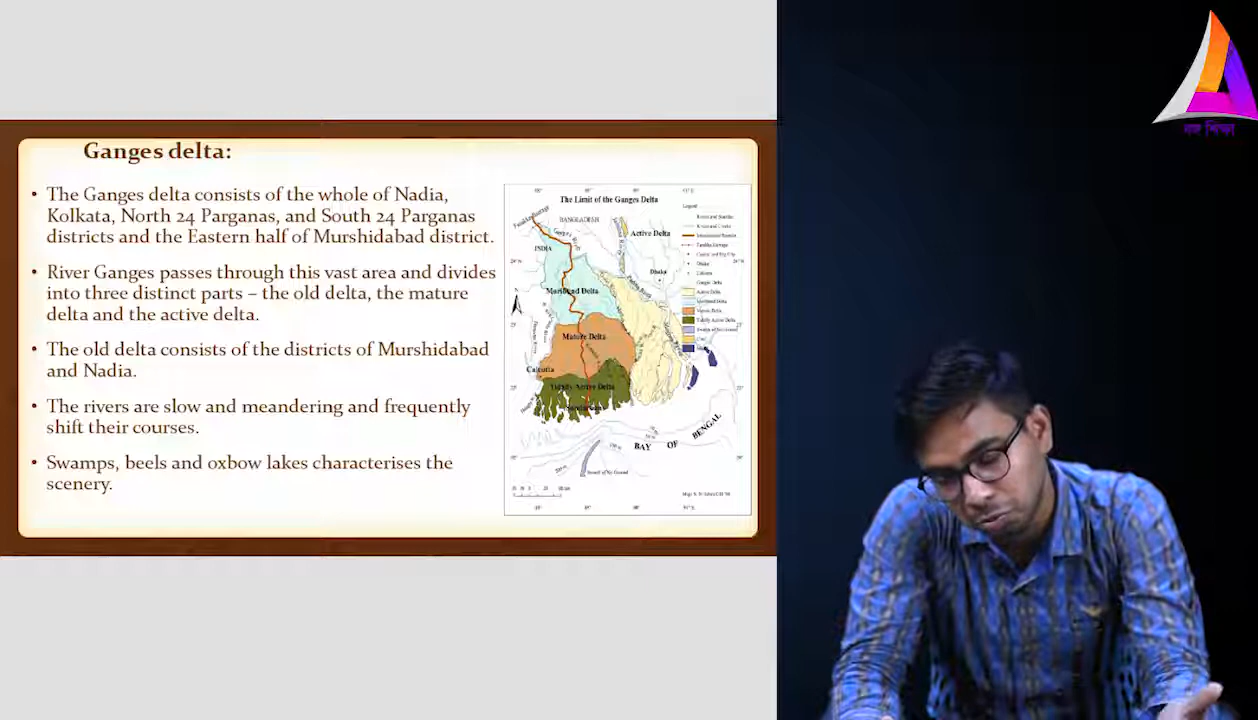 Ganges delta:
• The Ganges delta consists of the whole of Nadia,
Kolkata, North 24 Parganas, and South 24 Parganas
districts and the Eastern half of Murshidabad district.
• River Ganges passes through this vast area and divides
into three distinct parts – the old delta, the mature
delta and the active delta.
• The old delta consists of the districts of Murshidabad
and Nadia.
• The rivers are slow and meandering and frequently
shift their courses.
• Swamps, beels and oxbow lakes characterises the
scenery.
The Limit of the Ganges Delta
BANGLADESH
Active Delta
INDIA
Dhaka
Moribund Delta
Mature Delta
Calcutta
Tidally Active Delta
BAY OF BENGAL
Legend
বঙ্গ শিক্ষা